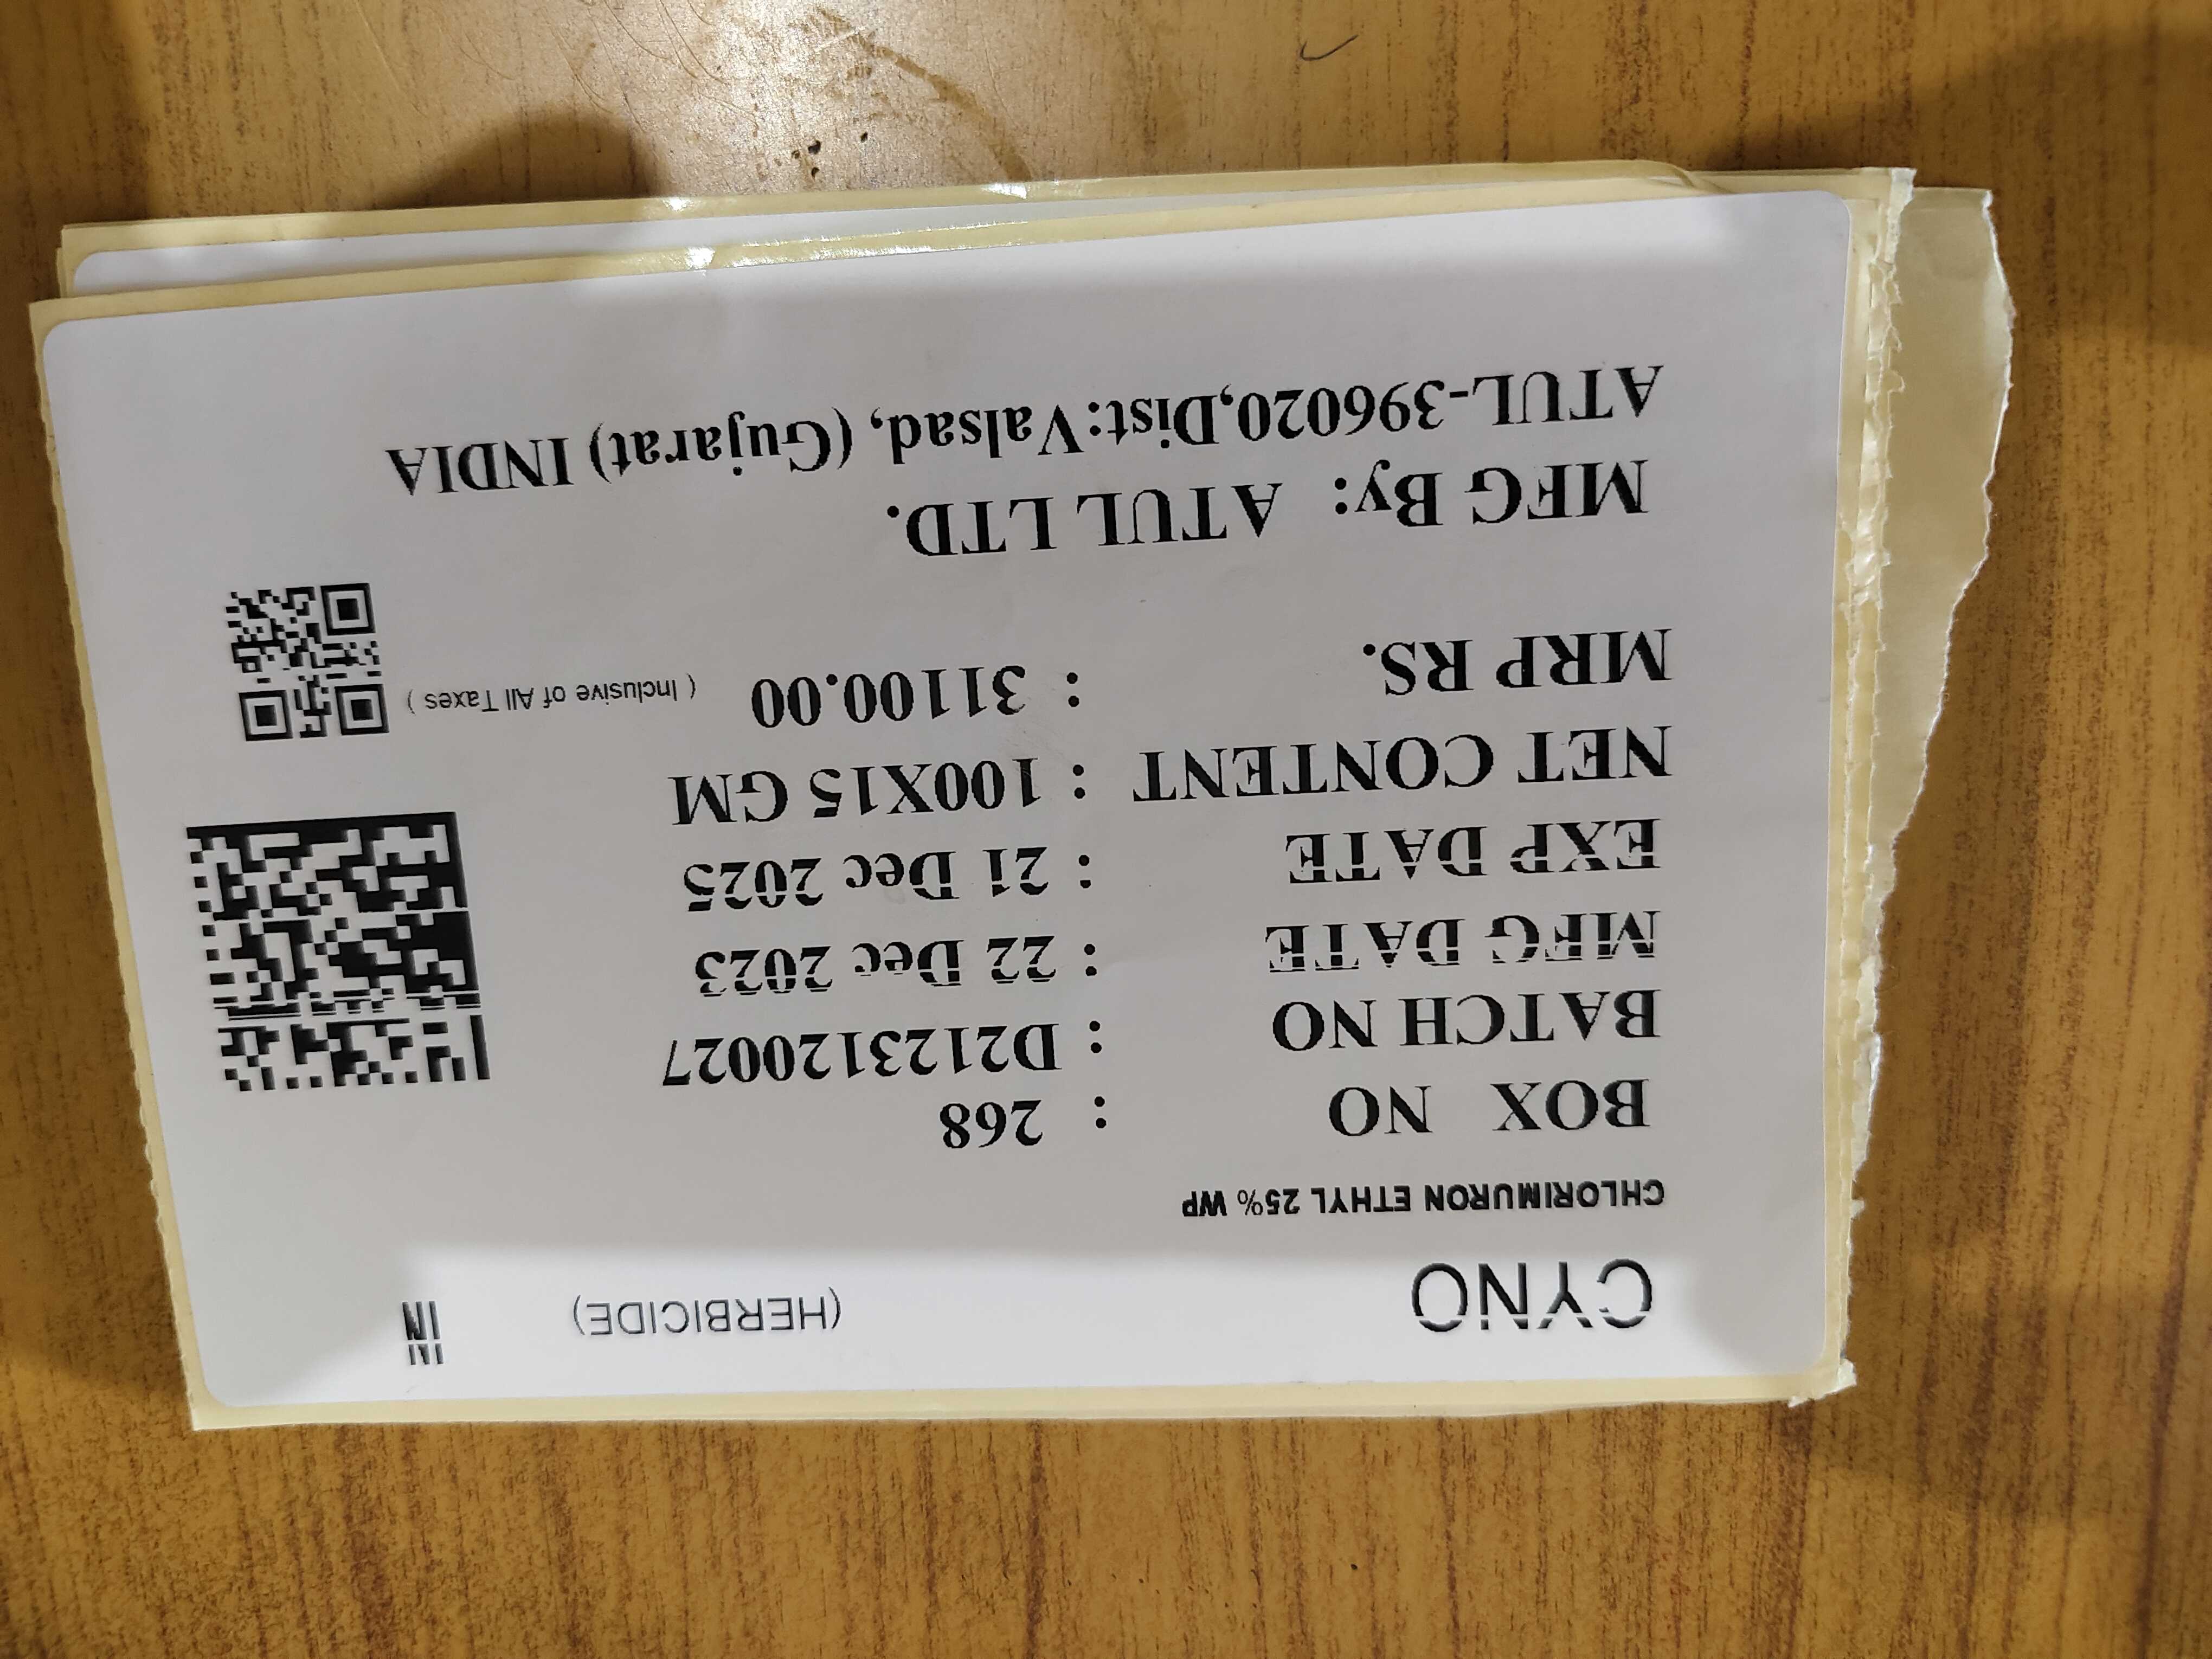 CYNO (HERBICIDE)
CHLORIMURON ETHYL 25% WP
BOX NO : 268
BATCH NO : D2123120027
MFG DATE : 22 Dec 2023
EXP DATE : 21 Dec 2025
NET CONTENT : 100X15 GM
MRP RS. : 31100.00 ( Inclusive of All Taxes )
MFG By: ATUL LTD.
ATUL-396020,Dist:Valsad, (Gujarat) INDIA